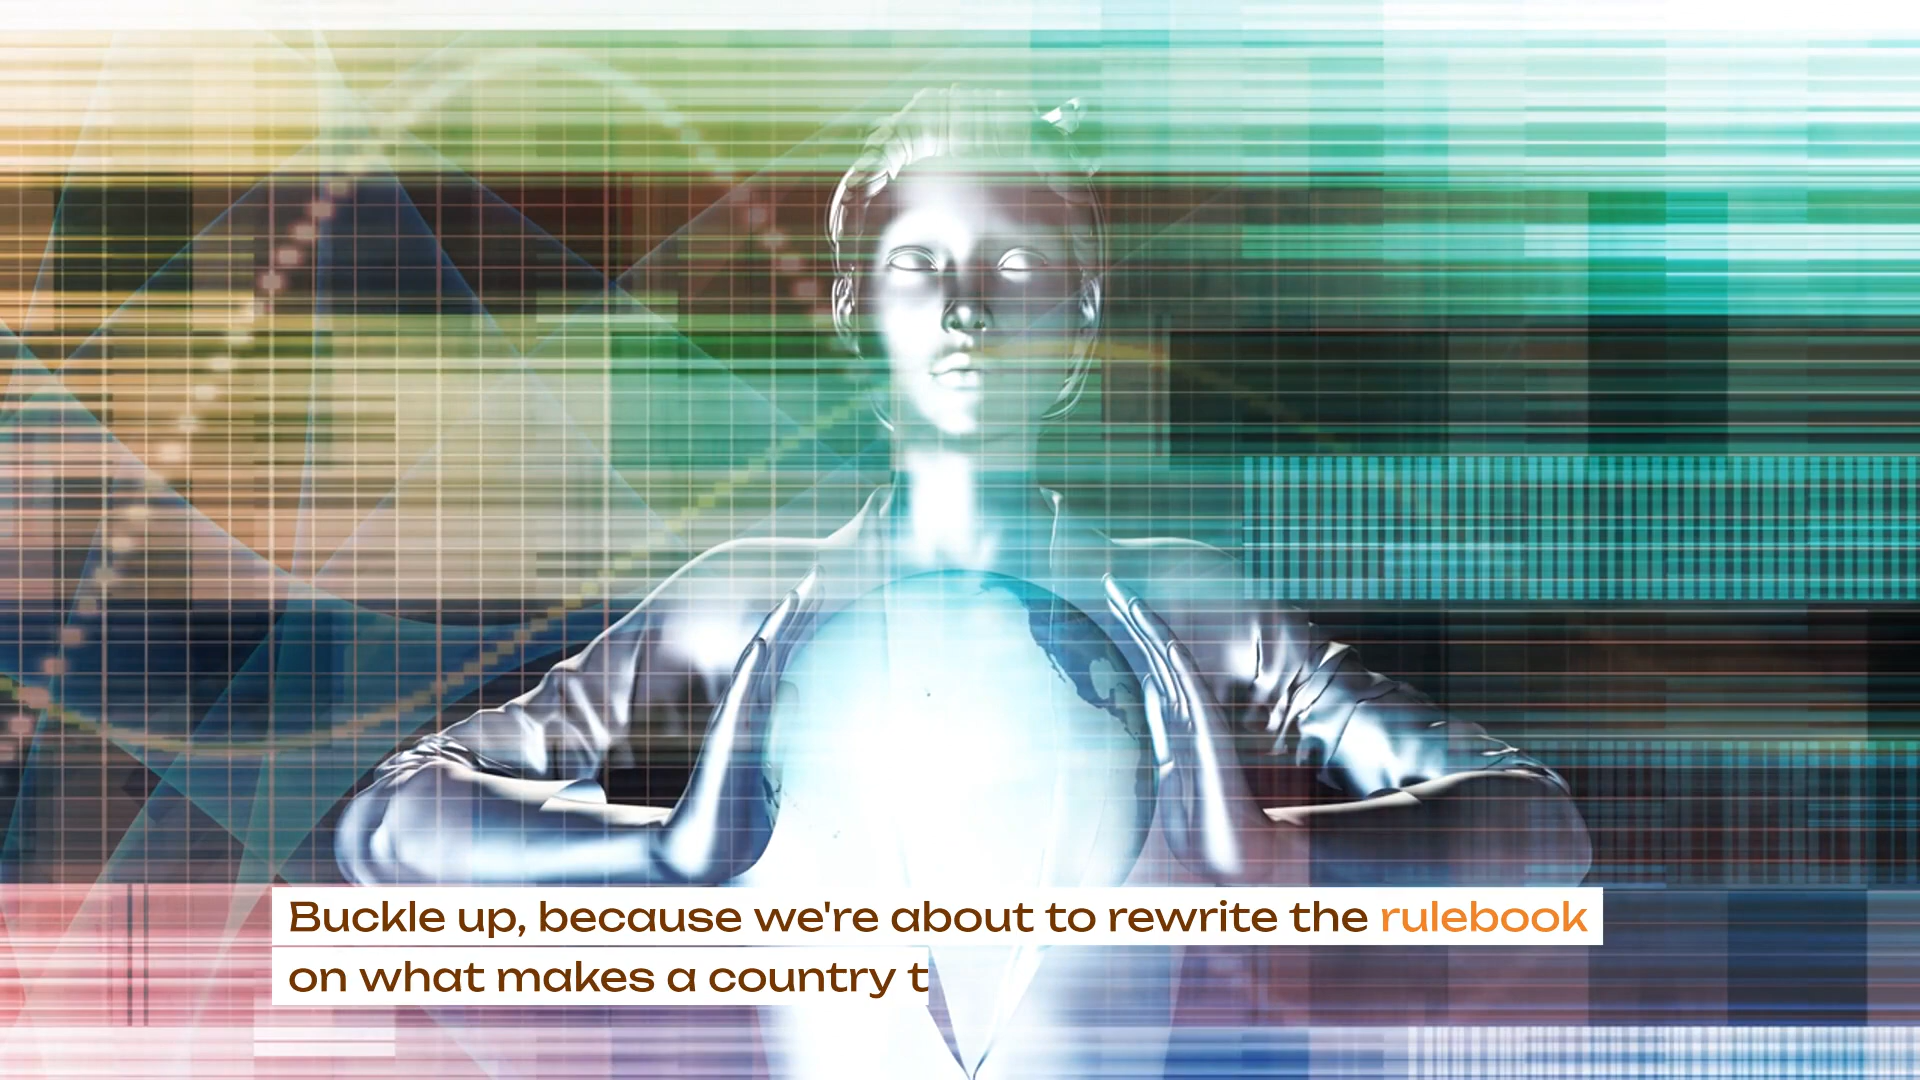 Buckle up, because we're about to rewrite the rulebook
on what makes a country t